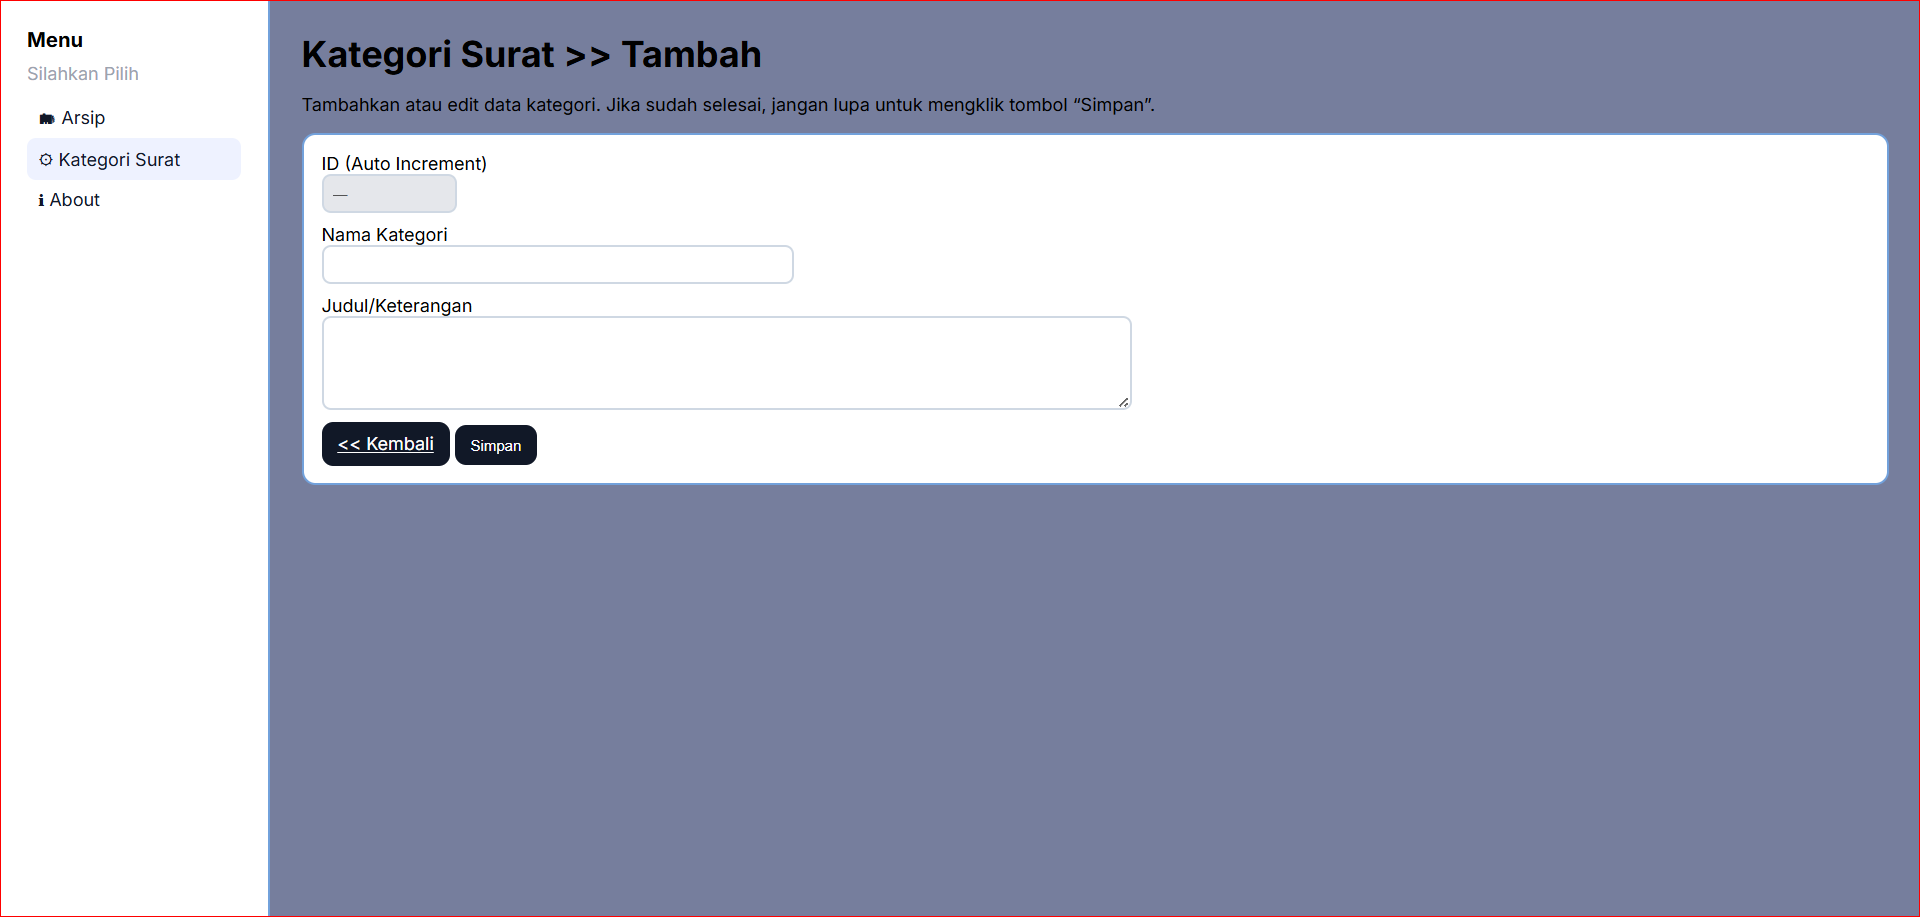 Menu
Silahkan Pilih
Arsip
Kategori Surat
About
Kategori Surat >> Tambah
Tambahkan atau edit data kategori. Jika sudah selesai, jangan lupa untuk mengklik tombol “Simpan”.
ID (Auto Increment)
—
Nama Kategori
Judul/Keterangan
<< Kembali
Simpan